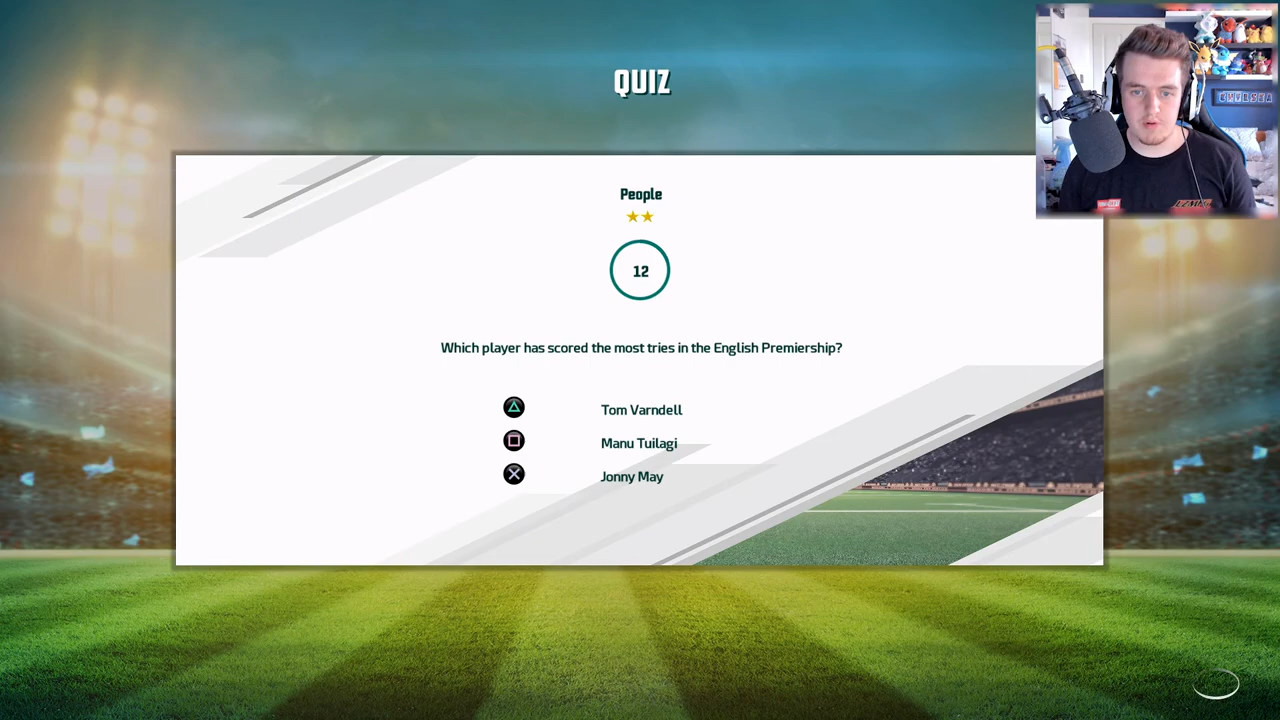 QUIZ
People
12
Which player has scored the most tries in the English Premiership?
Tom Varndell
Manu Tuilagi
Jonny May